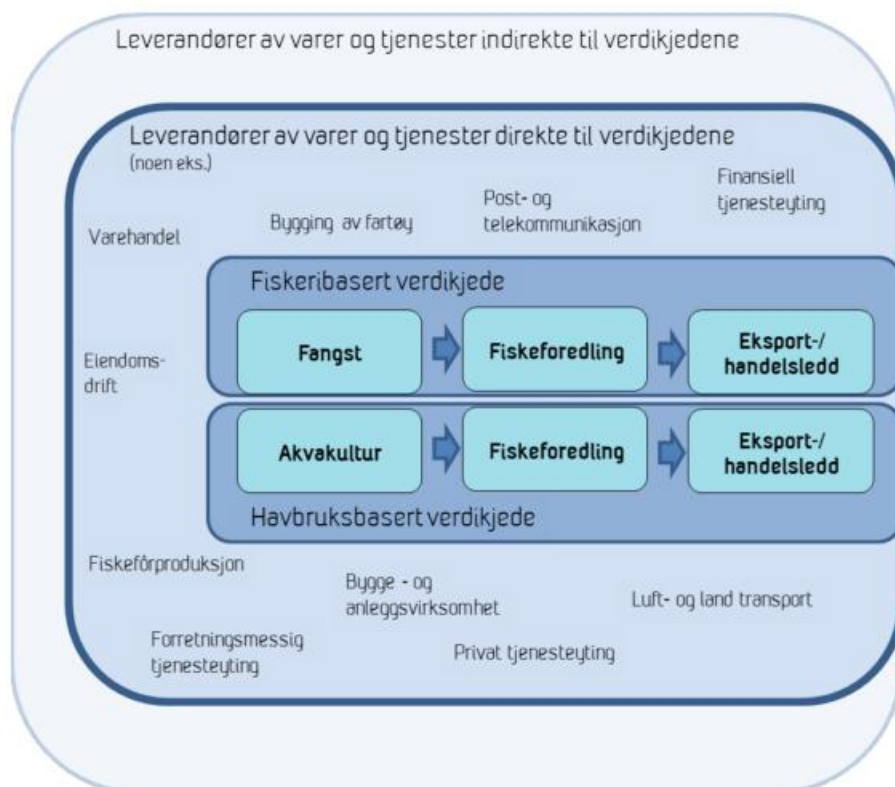 Leverandører av varer og tjenester indirekte til verdikjedene
Leverandører av varer og tjenester direkte til verdikjedene
(noen eks.)
Varehandel
Bygging av fartøy
Post- og
telekommunikasjon
Finansiell
tjenesteyting
Fiskeribasert verdikjede
Fangst
Fiskeforedling
Eksport-/
handelsledd
Eiendoms-
drift
Akvakultur
Fiskeforedling
Eksport-/
handelsledd
Havbruksbasert verdikjede
Fiskefôrproduksjon
Bygge - og
anleggsvirksomhet
Luft- og land transport
Forretningsmessig
tjenesteyting
Privat tjenesteyting